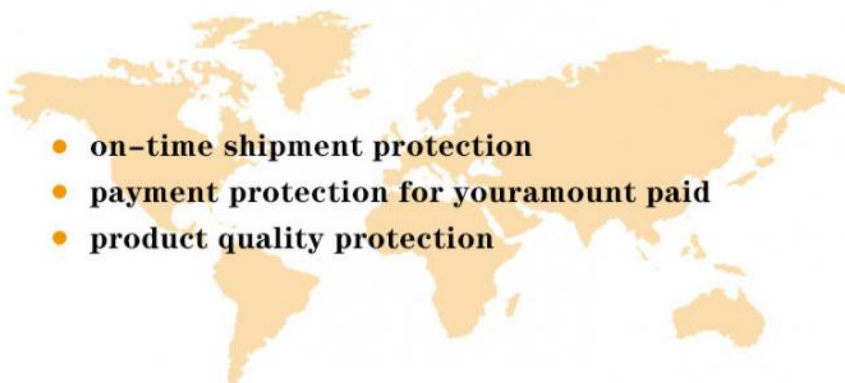 on-time shipment protection
payment protection for youramount paid
product quality protection